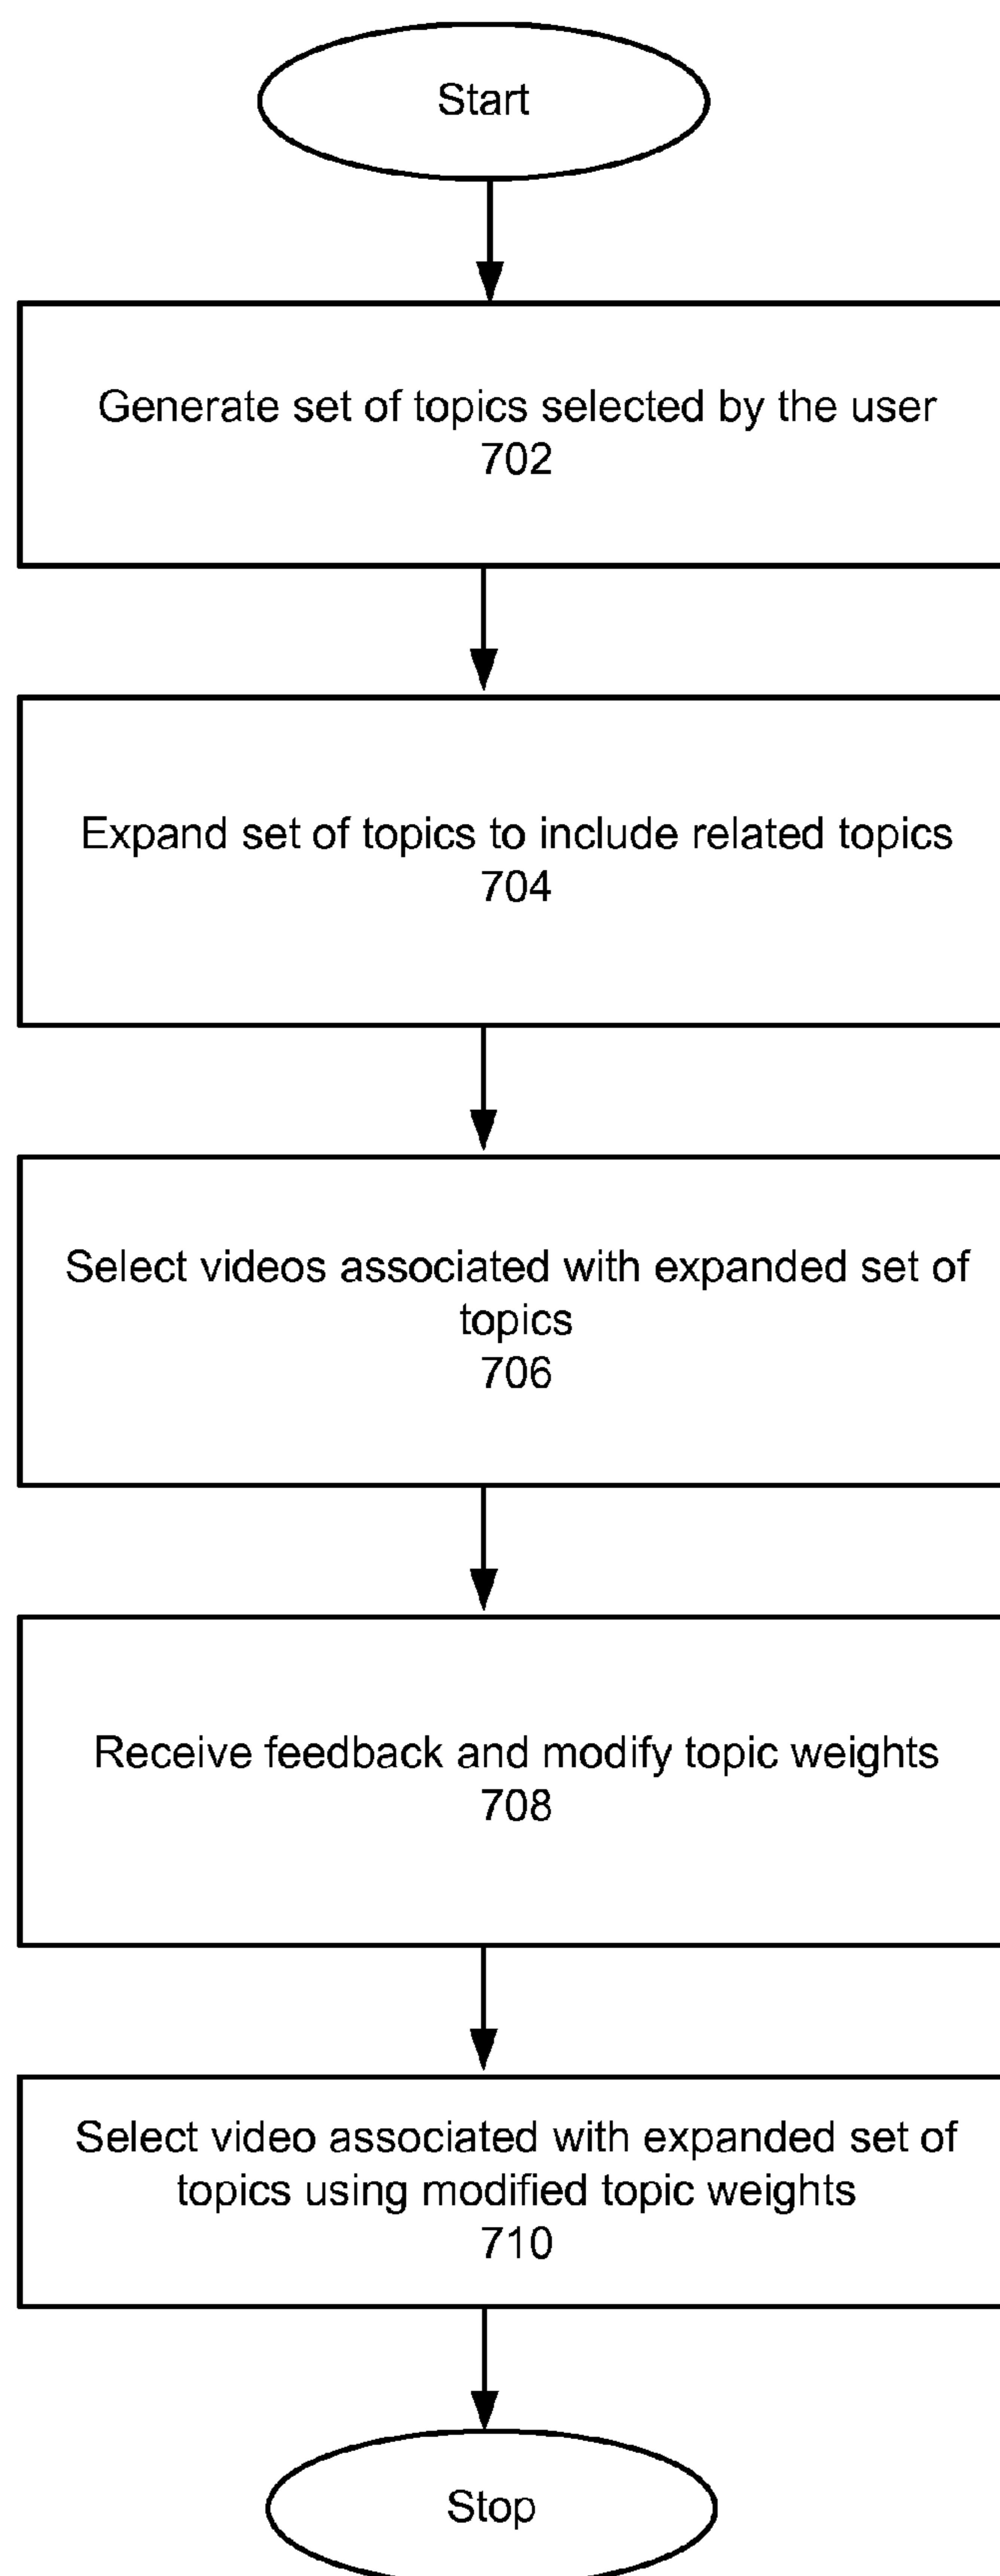 Start
Generate set of topics selected by the user
702
Expand set of topics to include related topics
704
Select videos associated with expanded set of
topics
706
Receive feedback and modify topic weights
708
Select video associated with expanded set of
topics using modified topic weights
710
Stop